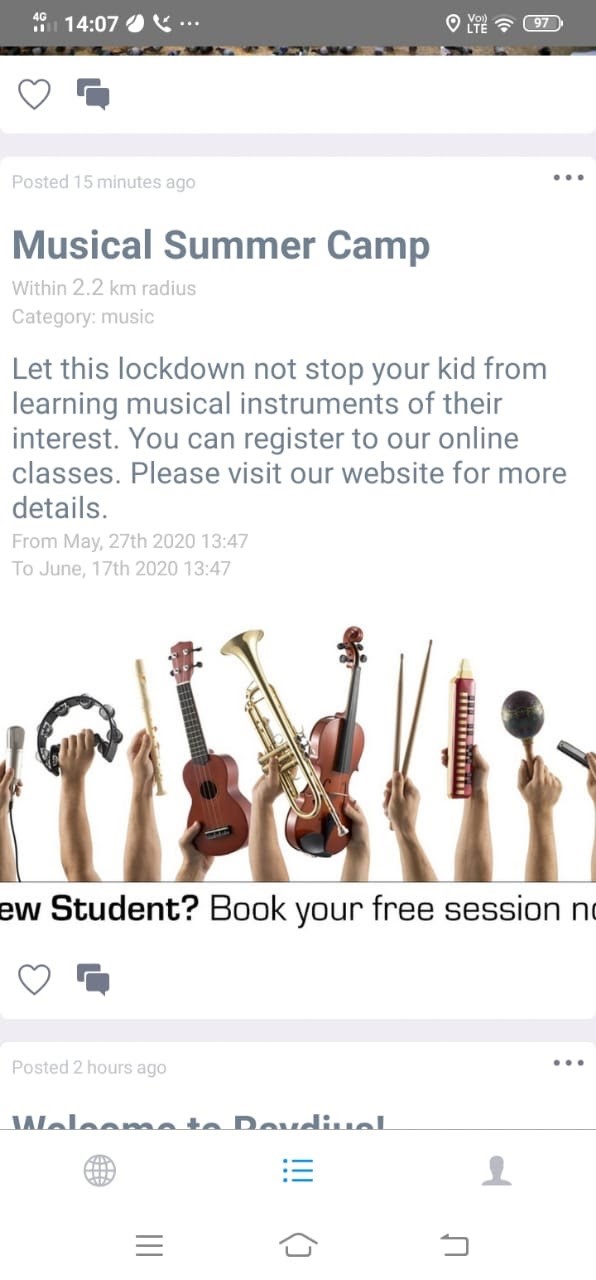 4G 14:07 ... Vo)) LTE 97
Posted 15 minutes ago
Musical Summer Camp
Within 2.2 km radius
Category: music
Let this lockdown not stop your kid from
learning musical instruments of their
interest. You can register to our online
classes. Please visit our website for more
details.
From May, 27th 2020 13:47
To June, 17th 2020 13:47
ew Student? Book your free session
Posted 2 hours ago
Welcome to